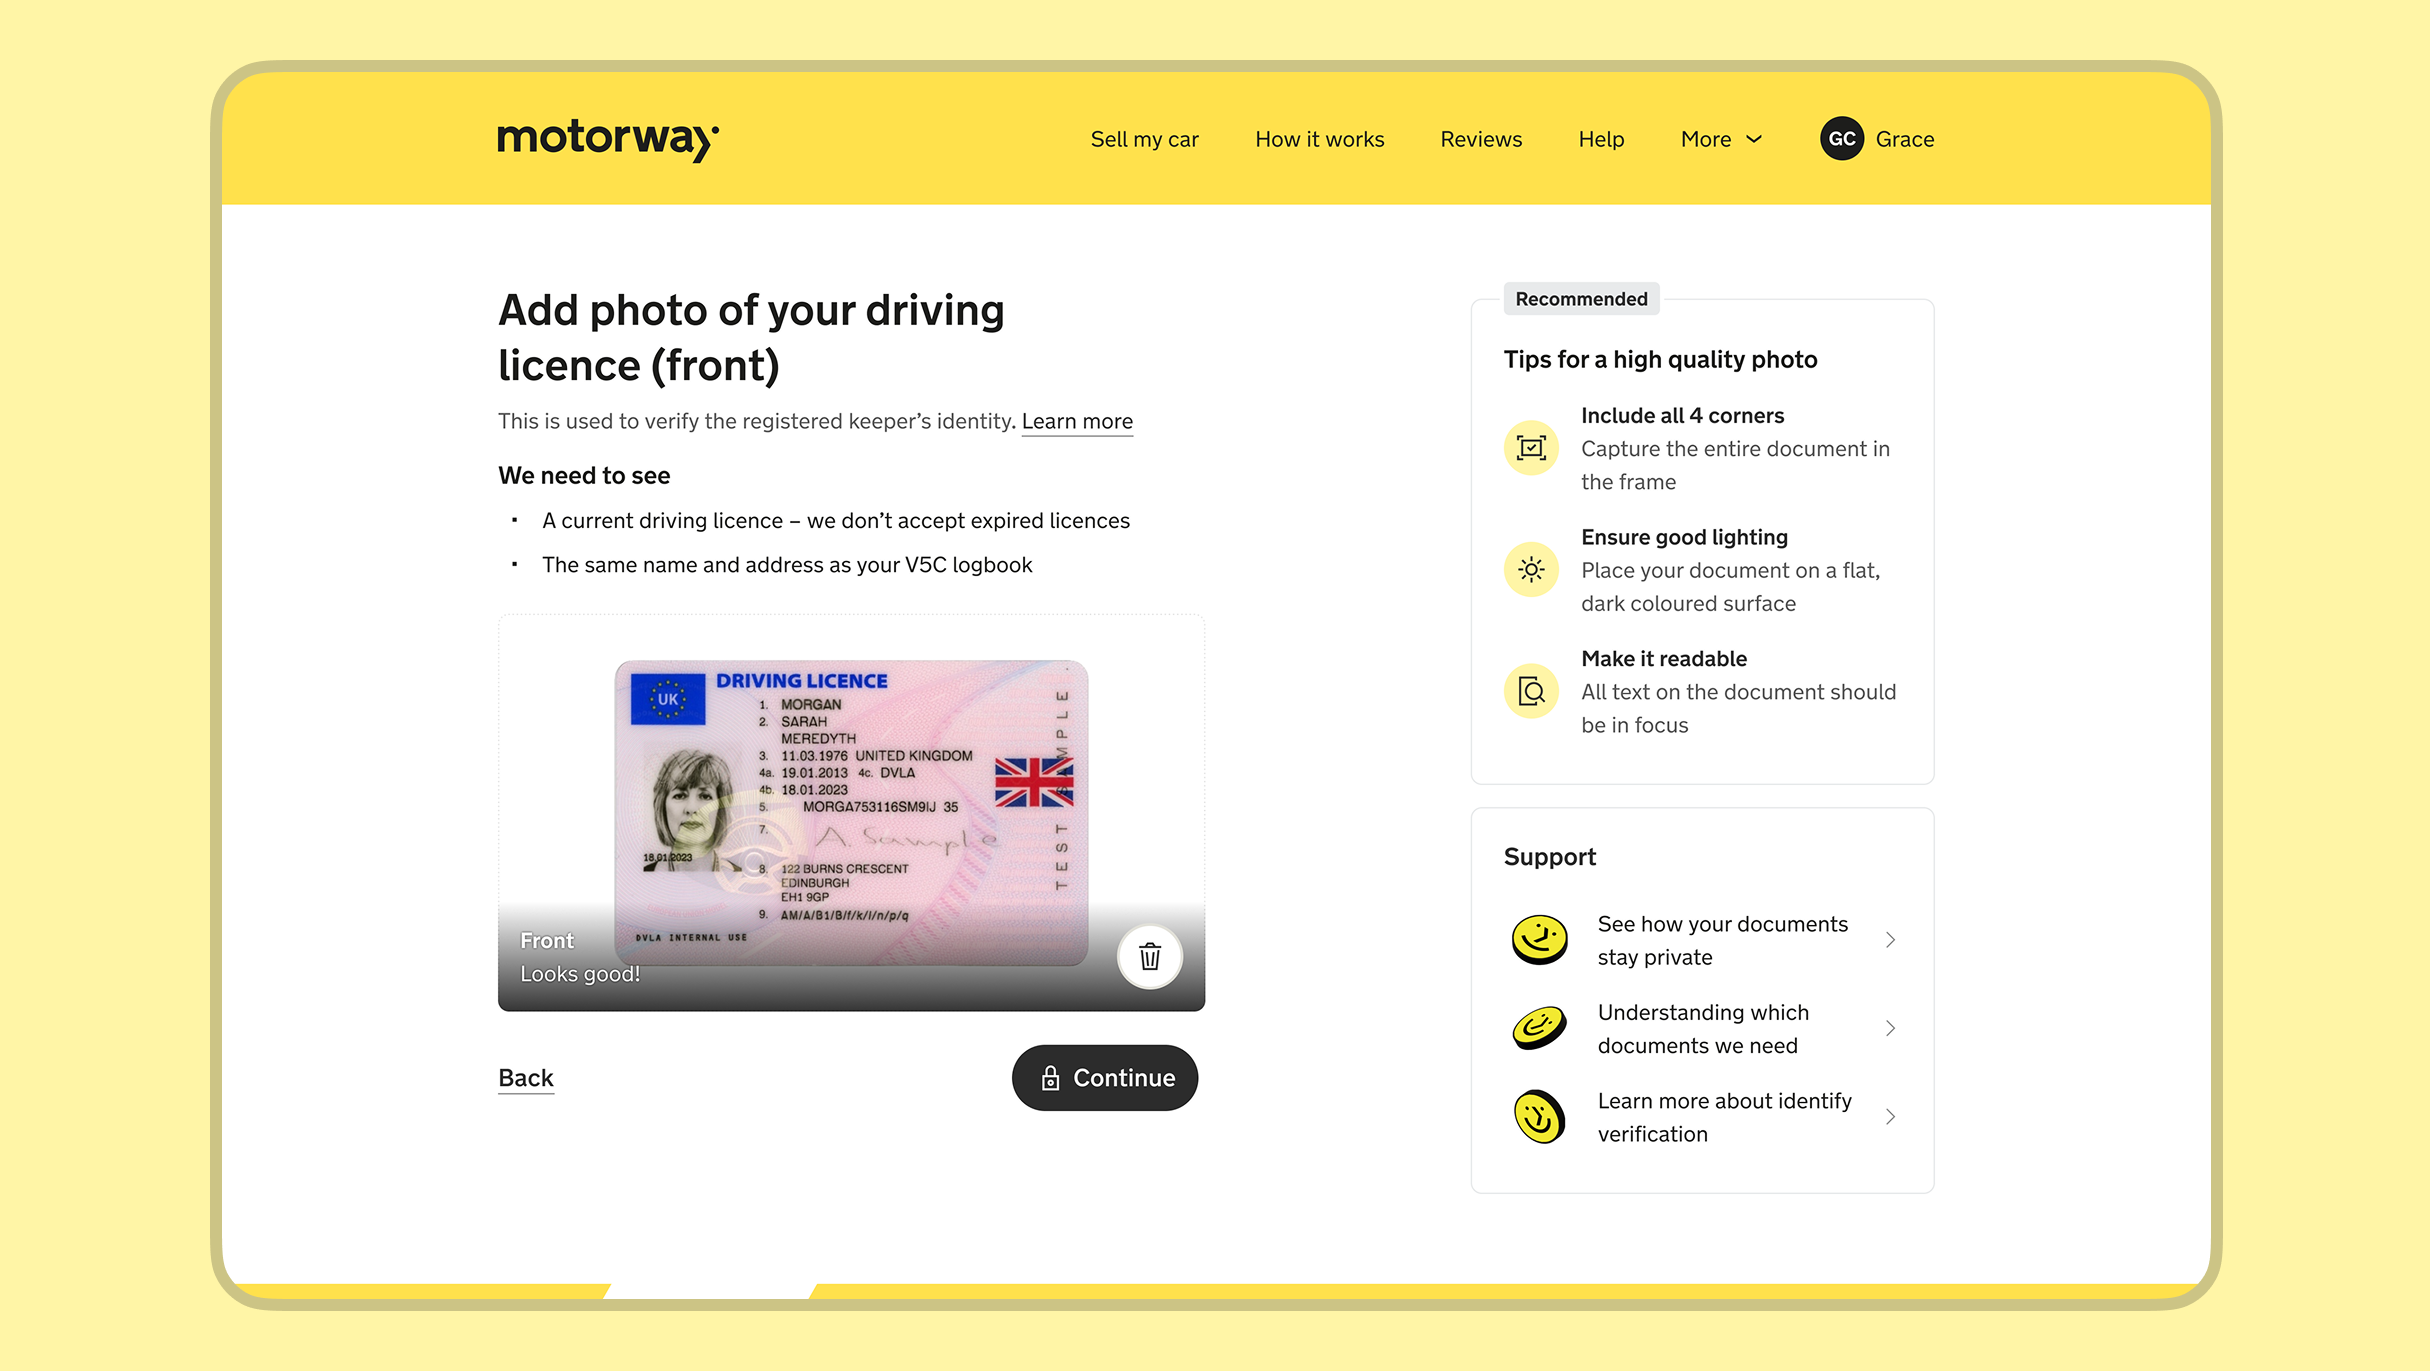 motorway
Sell my car
How it works
Reviews
Help
More
GC
Grace
Add photo of your driving
licence (front)
This is used to verify the registered keeper’s identity. Learn more
We need to see
A current driving licence – we don’t accept expired licences
The same name and address as your V5C logbook
UK
DRIVING LICENCE
1. MORGAN
2. SARAH
MEREDYTH
3. 11.03.1976 UNITED KINGDOM
4a. 19.01.2013 4c. DVLA
4b. 18.01.2023
5. MORGA753116SM9IJ 35
7. A. Sample
18.01.2023
8. 122 BURNS CRESCENT
EDINBURGH
EH1 9GP
9. AM/A/B1/B/f/k/l/n/p/q
DVLA INTERNAL USE
TEST SAMPLE.
Front
Looks good!
Back
Continue
Recommended
Tips for a high quality photo
Include all 4 corners
Capture the entire document in
the frame
Ensure good lighting
Place your document on a flat,
dark coloured surface
Make it readable
All text on the document should
be in focus
Support
See how your documents
stay private
Understanding which
documents we need
Learn more about identify
verification